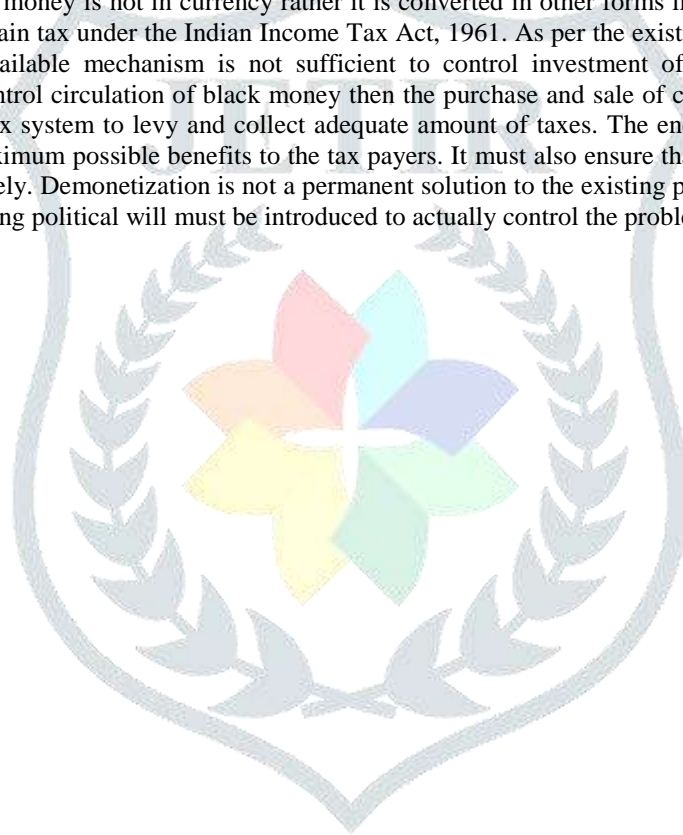 money is not in currency rather it is converted in other forms
ain tax under the Indian Income Tax Act, 1961. As per the exist
ailable mechanism is not sufficient to control investment of
ntrol circulation of black money then the purchase and sale of c
x system to levy and collect adequate amount of taxes. The en
ximum possible benefits to the tax payers. It must also ensure tha
ely. Demonetization is not a permanent solution to the existing p
ng political will must be introduced to actually control the proble
JETIR